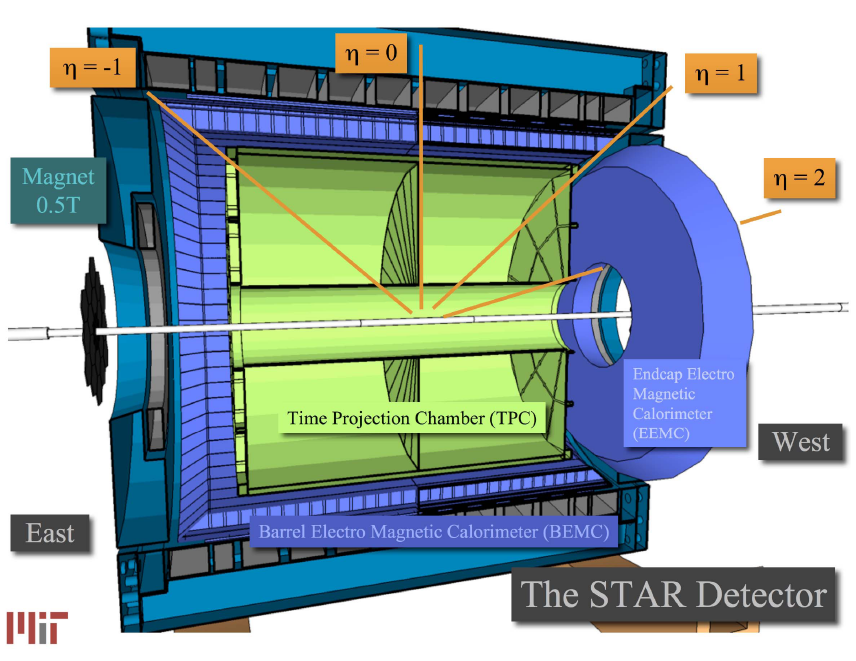 η = -1
η = 0
η = 1
η = 2
Magnet
0.5T
Time Projection Chamber (TPC)
Endcap Electro
Magnetic
Calorimeter
(EEMC)
West
East
Barrel Electro Magnetic Calorimeter (BEMC)
The STAR Detector
MIT